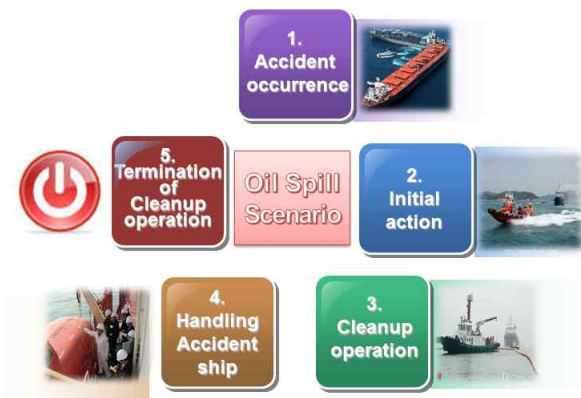 1.
Accident
occurrence
5.
Termination
of
Cleanup
operation
Oil Spill
Scenario
2.
Initial
action
4.
Handling
Accident
ship
3.
Cleanup
operation